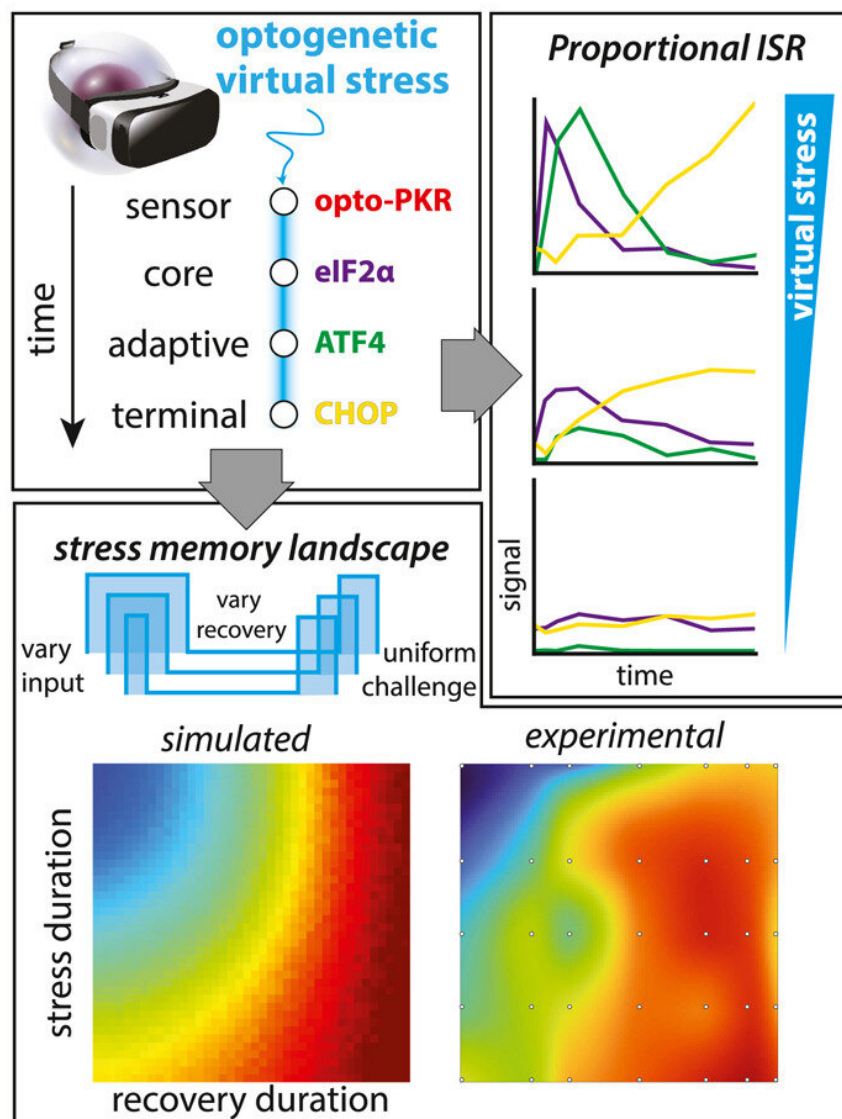 optogenetic
virtual stress
time
sensor
opto-PKR
core
eIF2α
adaptive
ATF4
terminal
CHOP
Proportional ISR
virtual stress
signal
time
stress memory landscape
vary
recovery
vary
input
uniform
challenge
simulated
experimental
stress duration
recovery duration